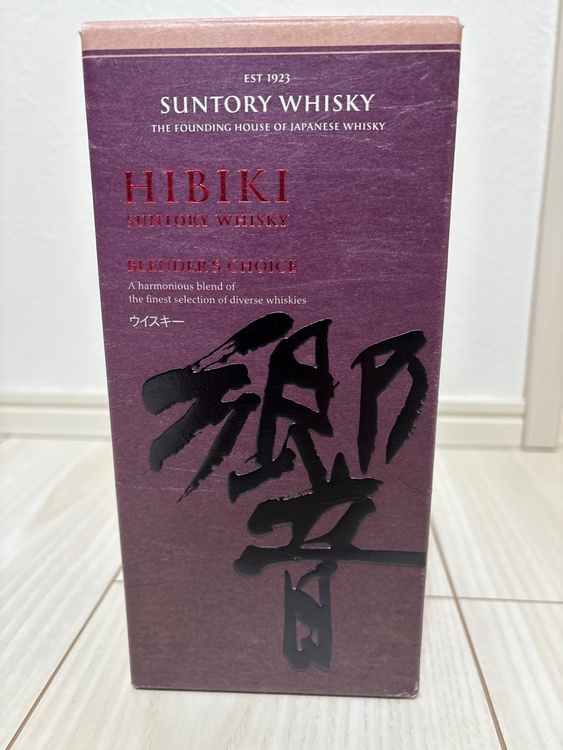 EST 1923
SUNTORY WHISKY
THE FOUNDING HOUSE OF JAPANESE WHISKY
HIBIKI
SUNTORY WHISKY
BLENDER'S CHOICE
A harmonious blend of
the finest selection of diverse whiskies
ウイスキー
響